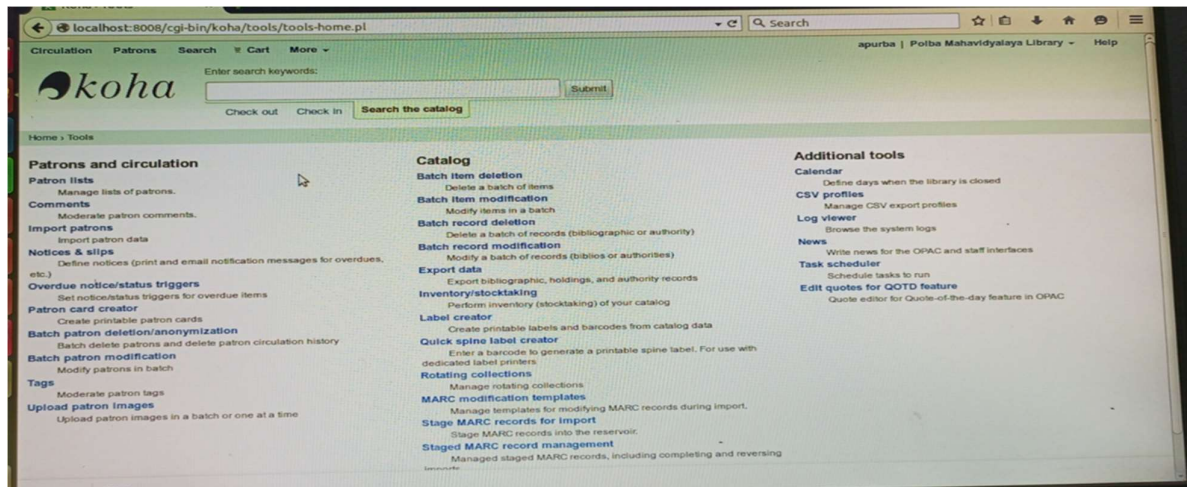 localhost:8008/cgi-bin/koha/tools/tools-home.pl
Search
Circulation Patrons Search Cart More
apurba | Polba Mahavidyalaya Library Help
koha
Enter search keywords:
Submit
Check out Check in Search the catalog
Home › Tools
Patrons and circulation
Patron lists
Manage lists of patrons.
Comments
Moderate patron comments.
Import patrons
Import patron data
Notices & slips
Define notices (print and email notification messages for overdues,
etc.)
Overdue notice/status triggers
Set notice/status triggers for overdue items
Patron card creator
Create printable patron cards
Batch patron deletion/anonymization
Batch delete patrons and delete patron circulation history
Batch patron modification
Modify patrons in batch
Tags
Moderate patron tags
Upload patron images
Upload patron images in a batch or one at a time
Catalog
Batch item deletion
Delete a batch of items
Batch item modification
Modify items in a batch
Batch record deletion
Delete a batch of records (bibliographic or authority)
Batch record modification
Modify a batch of records (biblios or authorities)
Export data
Export bibliographic, holdings, and authority records
Inventory/stocktaking
Perform inventory (stocktaking) of your catalog
Label creator
Create printable labels and barcodes from catalog data
Quick spine label creator
Enter a barcode to generate a printable spine label. For use with
dedicated label printers
Rotating collections
Manage rotating collections
MARC modification templates
Manage templates for modifying MARC records during import.
Stage MARC records for import
Stage MARC records into the reservoir.
Staged MARC record management
Managed staged MARC records, including completing and reversing
Additional tools
Calendar
Define days when the library is closed
CSV profiles
Manage CSV export profiles
Log viewer
Browse the system logs
News
Write news for the OPAC and staff interfaces
Task scheduler
Schedule tasks to run
Edit quotes for QOTD feature
Quote editor for Quote-of-the-day feature in OPAC